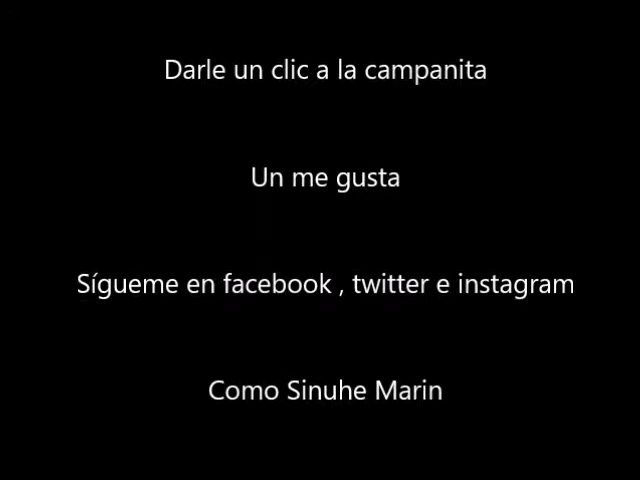 Darle un clic a la campanita
Un me gusta
Sígueme en facebook , twitter e instagram
Como Sinuhe Marin